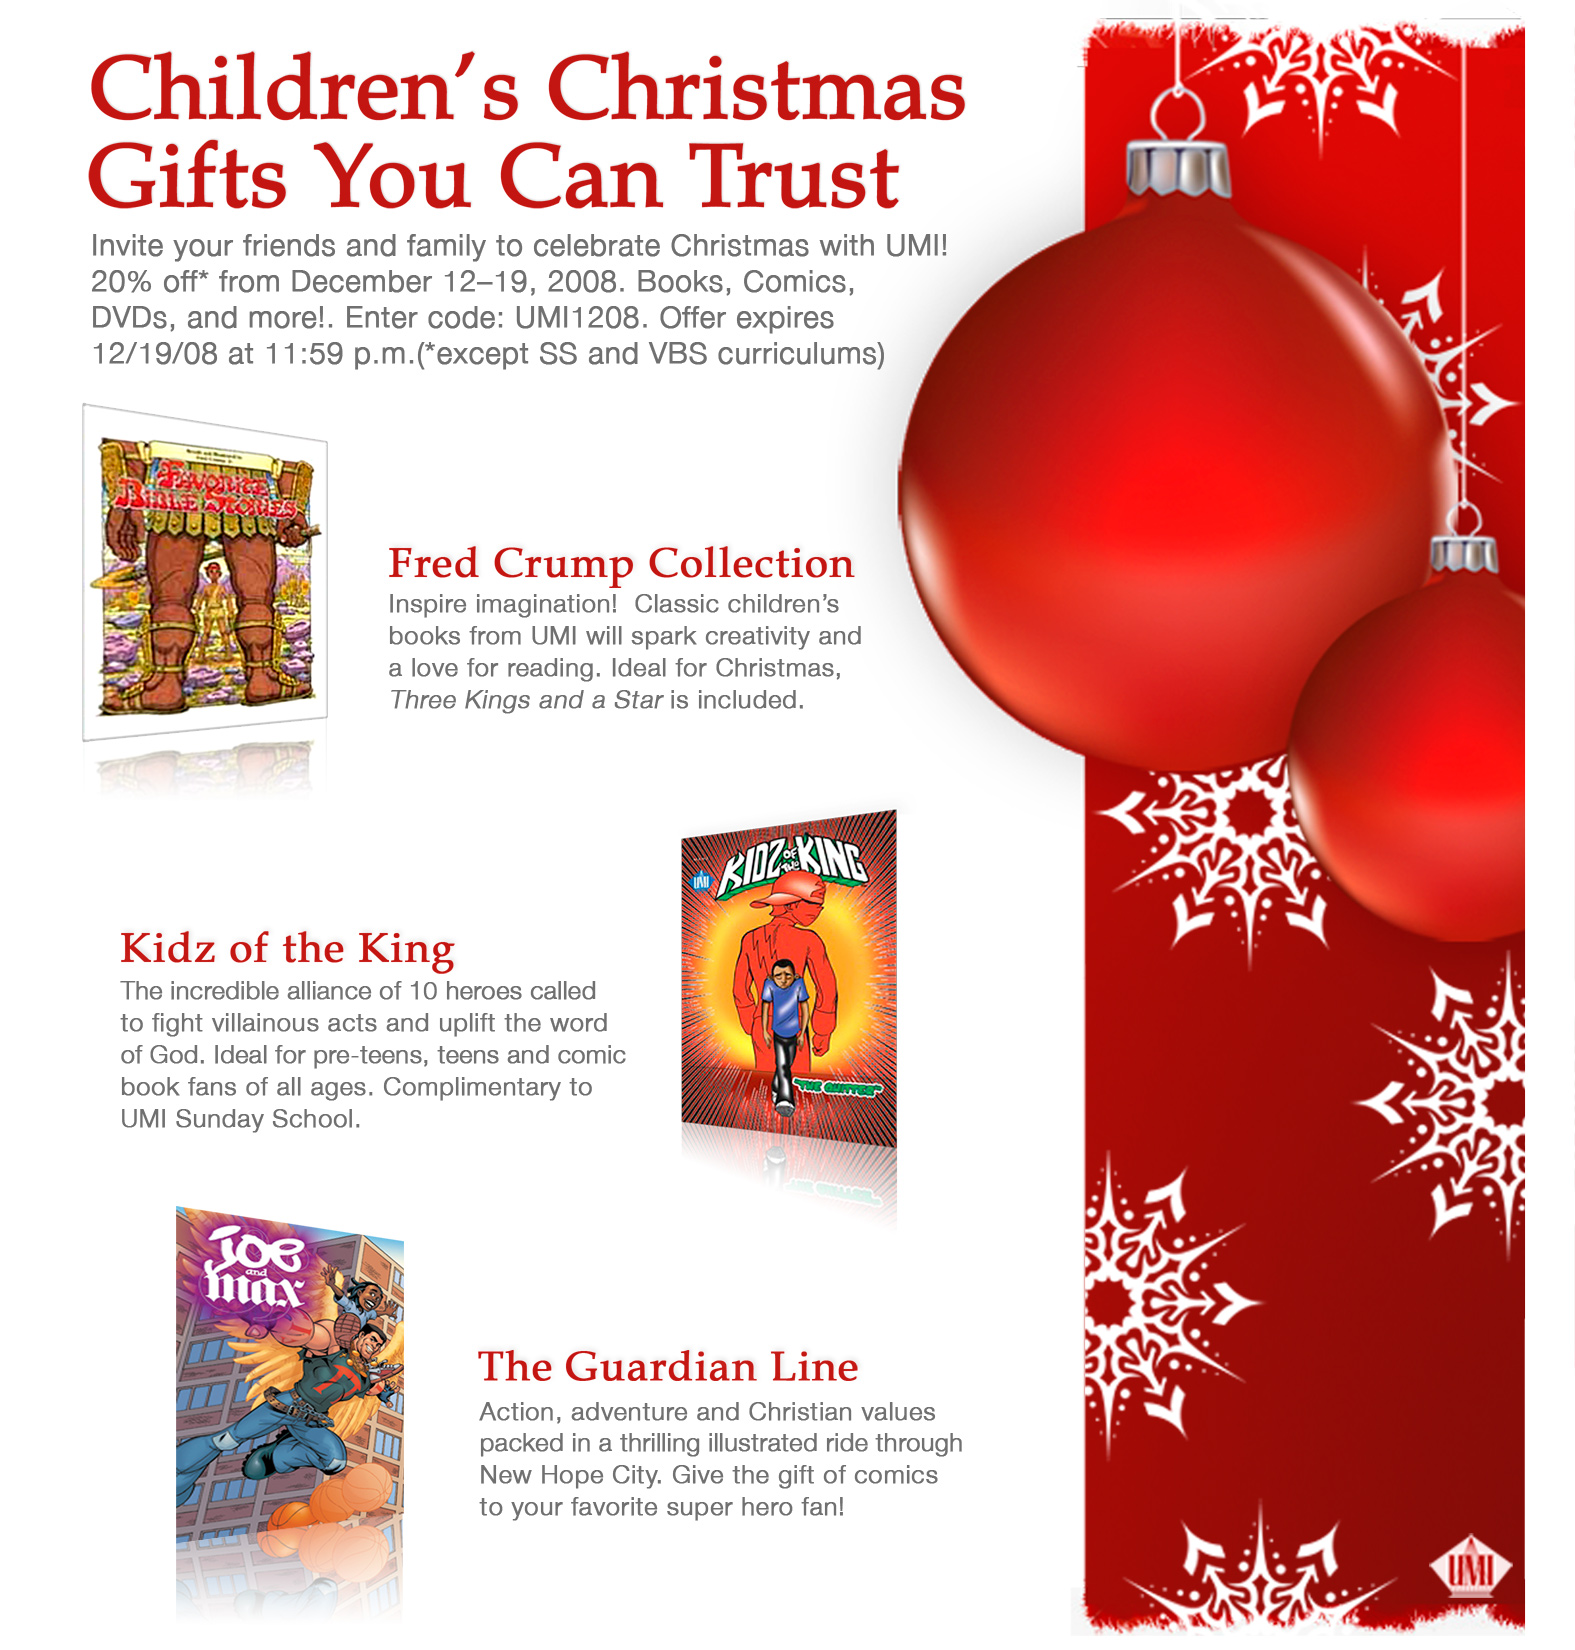 Children’s Christmas
Gifts You Can Trust
Invite your friends and family to celebrate Christmas with UMI!
20% off* from December 12–19, 2008. Books, Comics,
DVDs, and more!. Enter code: UMI1208. Offer expires
12/19/08 at 11:59 p.m.(*except SS and VBS curriculums)
Favorite
Bible Stories
Fred Crump Collection
Inspire imagination!  Classic children’s
books from UMI will spark creativity and
a love for reading. Ideal for Christmas,
Three Kings and a Star is included.
KIDZ OF the KING
UMI
"THE QUITTER"
Kidz of the King
The incredible alliance of 10 heroes called
to fight villainous acts and uplift the word
of God. Ideal for pre-teens, teens and comic
book fans of all ages. Complimentary to
UMI Sunday School.
joe
and
max
The Guardian Line
Action, adventure and Christian values
packed in a thrilling illustrated ride through
New Hope City. Give the gift of comics
to your favorite super hero fan!
UMI